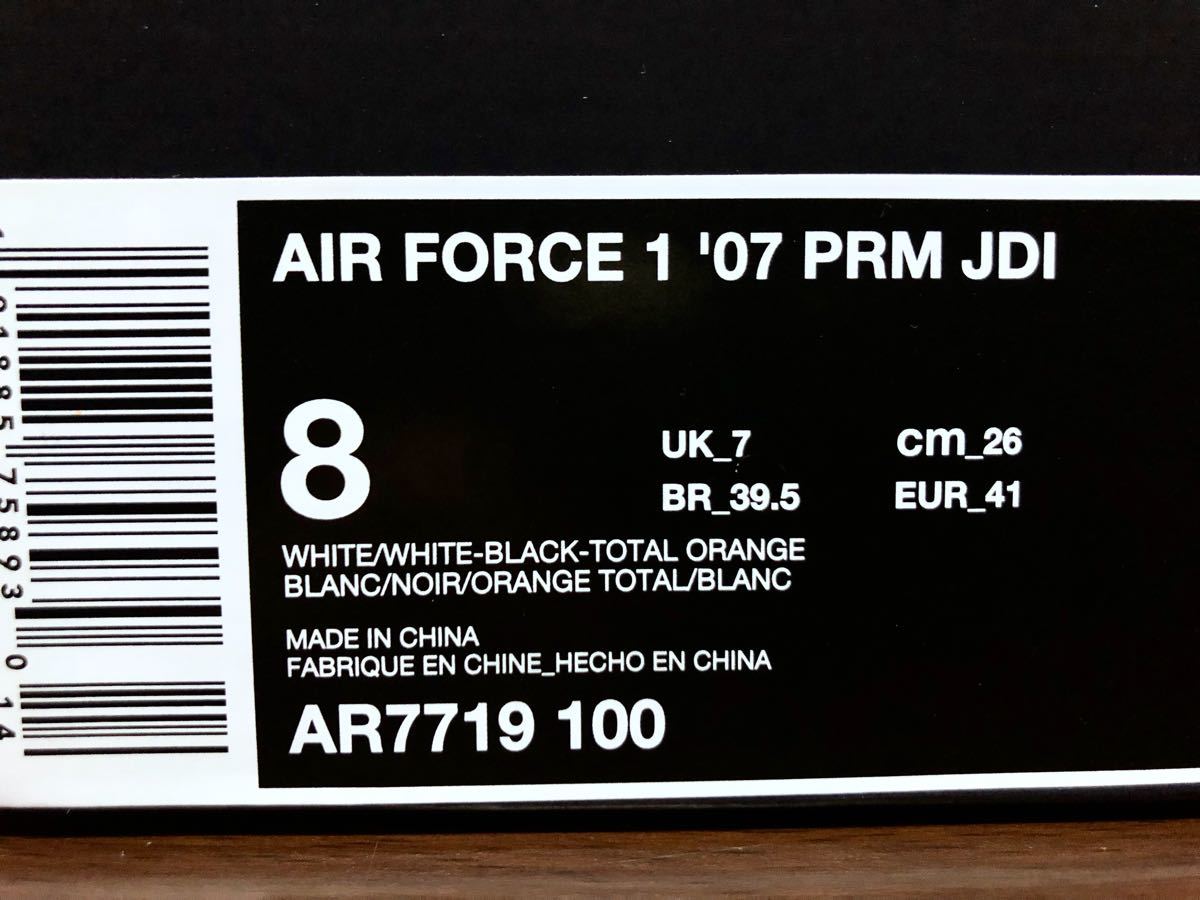 AIR FORCE 1 '07 PRM JDI
8
UK_7 cm_26
BR_39.5 EUR_41
WHITE/WHITE-BLACK-TOTAL ORANGE
BLANC/NOIR/ORANGE TOTAL/BLANC
MADE IN CHINA
FABRIQUE EN CHINE_HECHO EN CHINA
AR7719 100